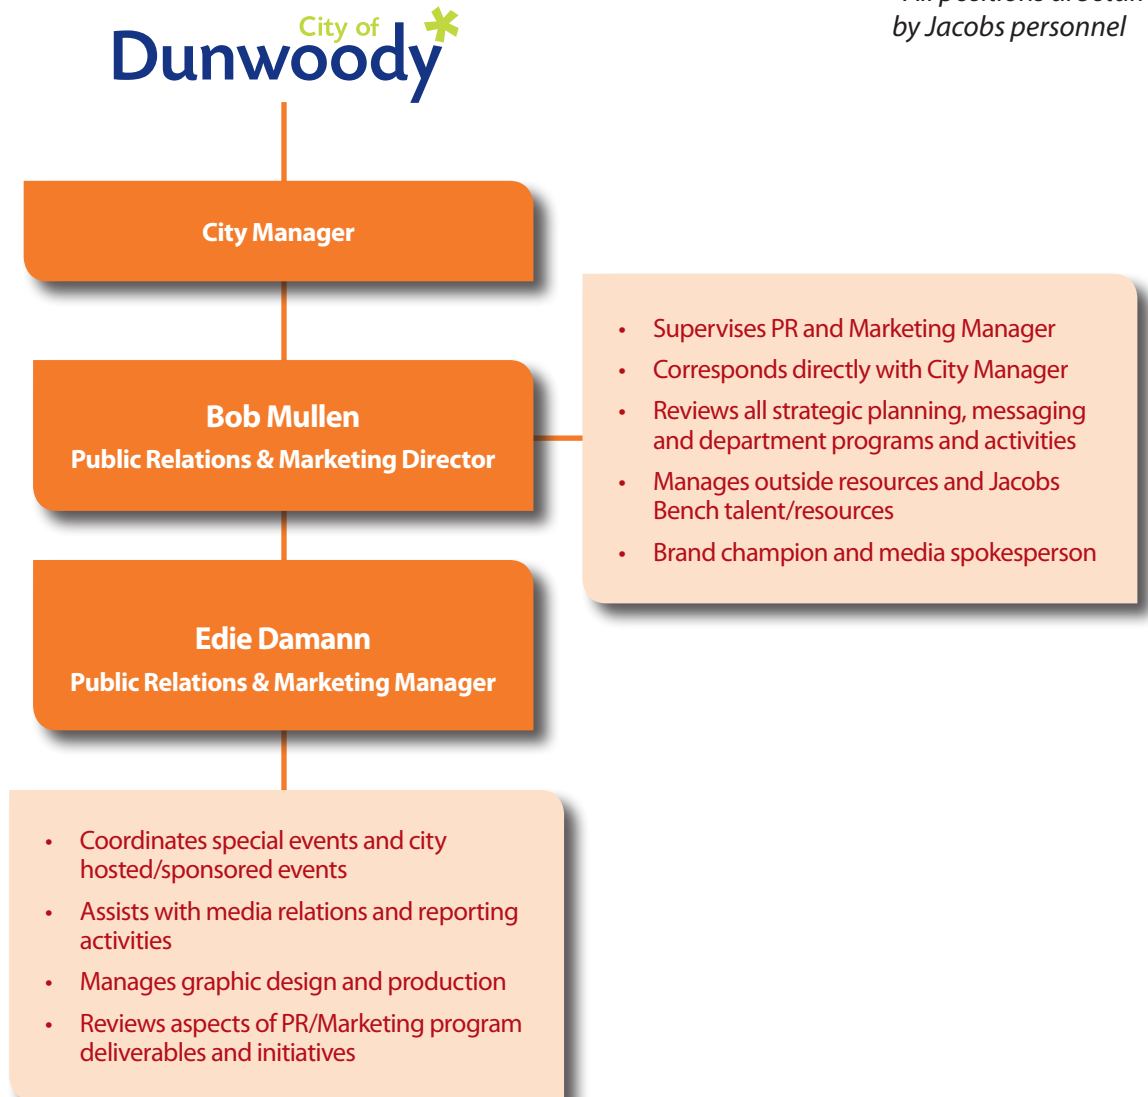 by Jacobs personnel
City of
Dunwoody
City Manager
Bob Mullen
Public Relations & Marketing Director
• Supervises PR and Marketing Manager
• Corresponds directly with City Manager
• Reviews all strategic planning, messaging
and department programs and activities
• Manages outside resources and Jacobs
Bench talent/resources
• Brand champion and media spokesperson
Edie Damann
Public Relations & Marketing Manager
• Coordinates special events and city
hosted/sponsored events
• Assists with media relations and reporting
activities
• Manages graphic design and production
• Reviews aspects of PR/Marketing program
deliverables and initiatives